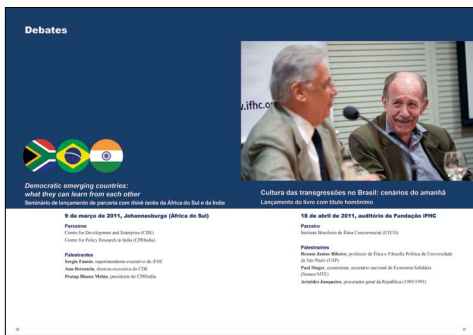 Debates
Democratic emerging countries:
what they can learn from each other
Seminário de lançamento de parceria com think tanks da África do Sul e da Índia
9 de março de 2011, Johannesburgo (África do Sul)
Parceiros
Centre for Development and Enterprise (CDE)
Centre for Policy Research in India (CPRIndia)
Palestrantes
Sergio Fausto, superintendente executivo do iFHC
Ann Bernstein, diretora-executiva do CDE
Pratap Bhanu Mehta, presidente do CPRIndia
v.ifhc.or
Cultura das transgressões no Brasil: cenários do amanhã
Lançamento do livro com título homônimo
18 de abril de 2011, auditório da Fundação iFHC
Parceiro
Instituto Brasileiro de Ética Concorrencial (ETCO)
Palestrantes
Renato Janine Ribeiro, professor de Ética e Filosofia Política da Universidade
de São Paulo (USP)
Paul Singer, economista, secretário nacional de Economia Solidária
(Senaes/MTE)
Aristides Junqueira, procurador geral da República (1989/1995)